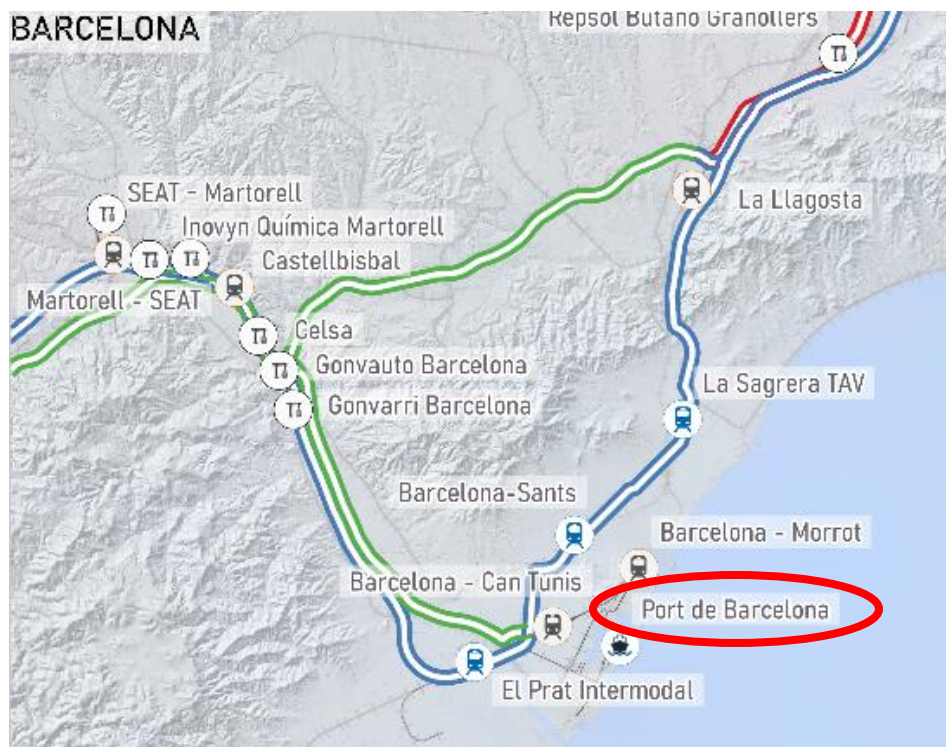 BARCELONA
Repsol Butano Granollers
SEAT - Martorell
Inovyn Química Martorell
La Llagosta
Castellbisbal
Martorell - SEAT
Celsa
Gonvauto Barcelona
La Sagrera TAV
Gonvarri Barcelona
Barcelona-Sants
Barcelona - Morrot
Barcelona - Can Tunis
Port de Barcelona
El Prat Intermodal